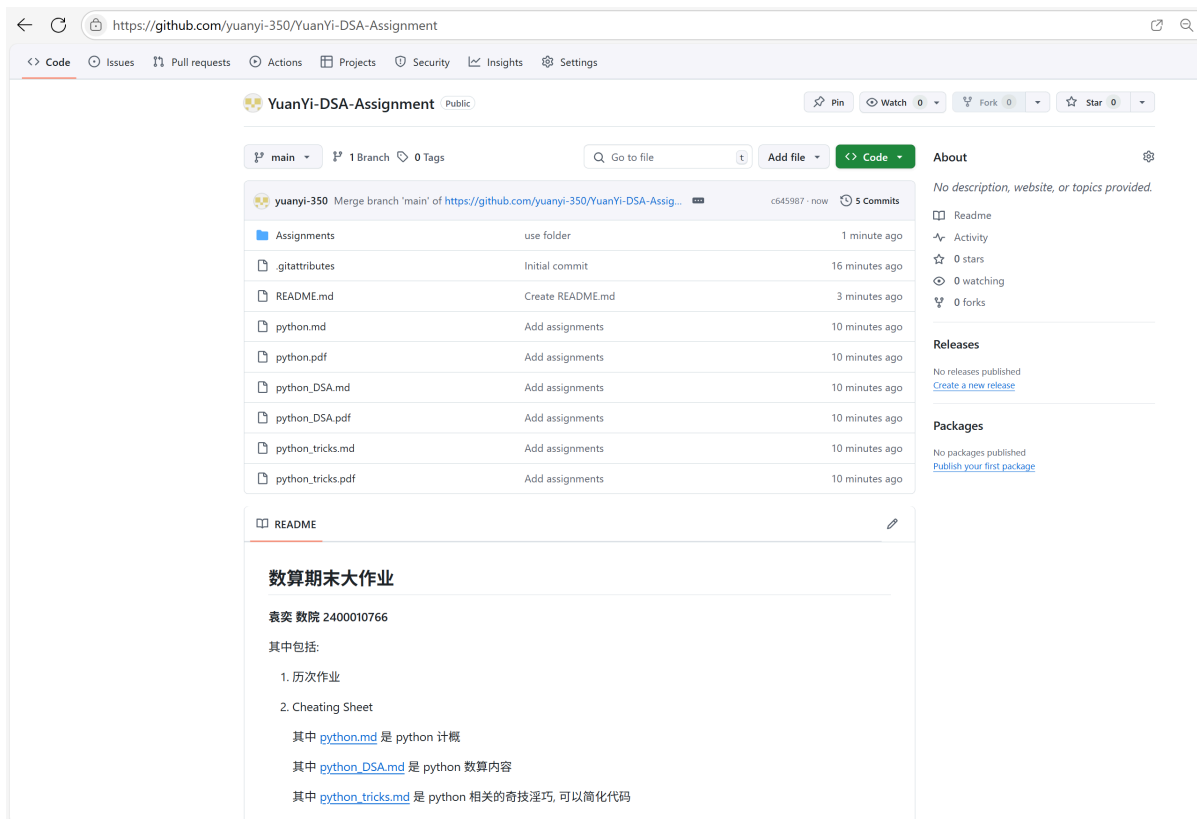 https://github.com/yuanyi-350/YuanYi-DSA-Assignment
Code Issues Pull requests Actions Projects Security Insights Settings
YuanYi-DSA-Assignment Public
Pin Watch 0 Fork 0 Star 0
main 1 Branch 0 Tags Go to file t Add file Code
yuanyi-350 Merge branch 'main' of https://github.com/yuanyi-350/YuanYi-DSA-Assig... c645987 · now 5 Commits
Assignments use folder 1 minute ago
.gitattributes Initial commit 16 minutes ago
README.md Create README.md 3 minutes ago
python.md Add assignments 10 minutes ago
python.pdf Add assignments 10 minutes ago
python_DSA.md Add assignments 10 minutes ago
python_DSA.pdf Add assignments 10 minutes ago
python_tricks.md Add assignments 10 minutes ago
python_tricks.pdf Add assignments 10 minutes ago
README
数算期末大作业
袁奕 数院 2400010766
其中包括:
1. 历次作业
2. Cheating Sheet
其中 python.md 是 python 计概
其中 python_DSA.md 是 python 数算内容
其中 python_tricks.md 是 python 相关的奇技淫巧, 可以简化代码
About
No description, website, or topics provided.
Readme
Activity
0 stars
0 watching
0 forks
Releases
No releases published
Create a new release
Packages
No packages published
Publish your first package